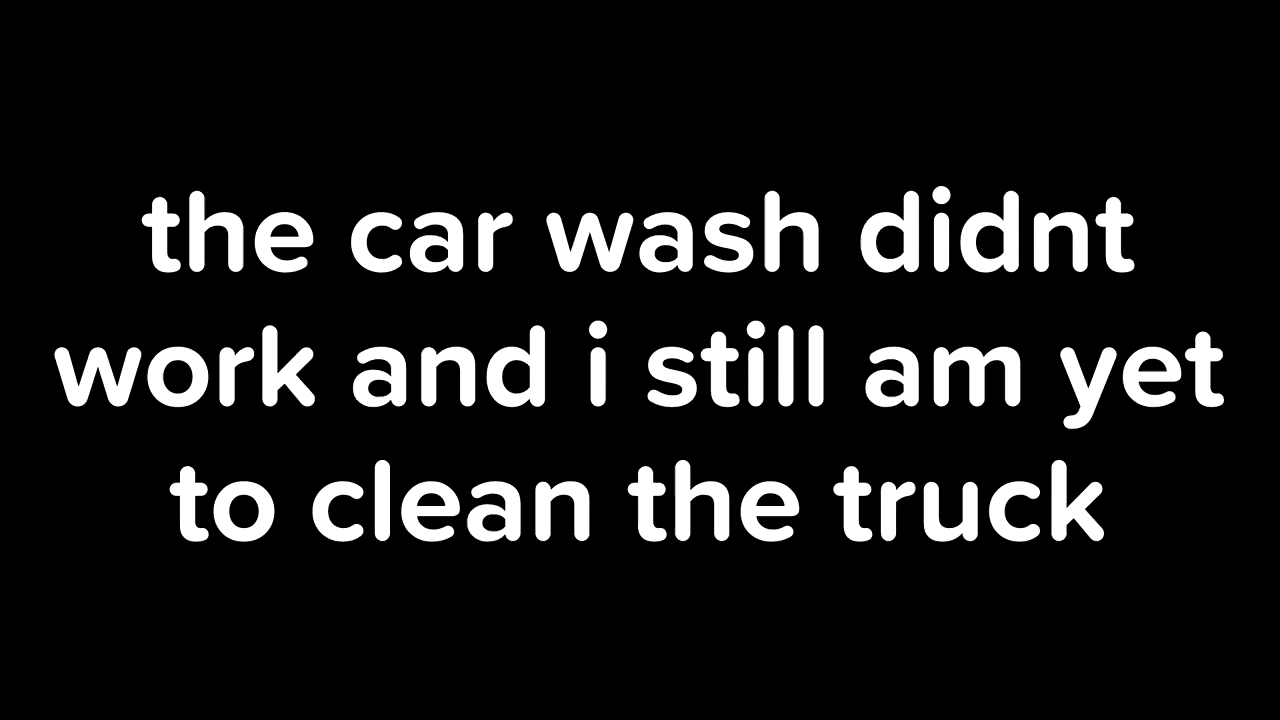 the car wash didnt
work and i still am yet
to clean the truck